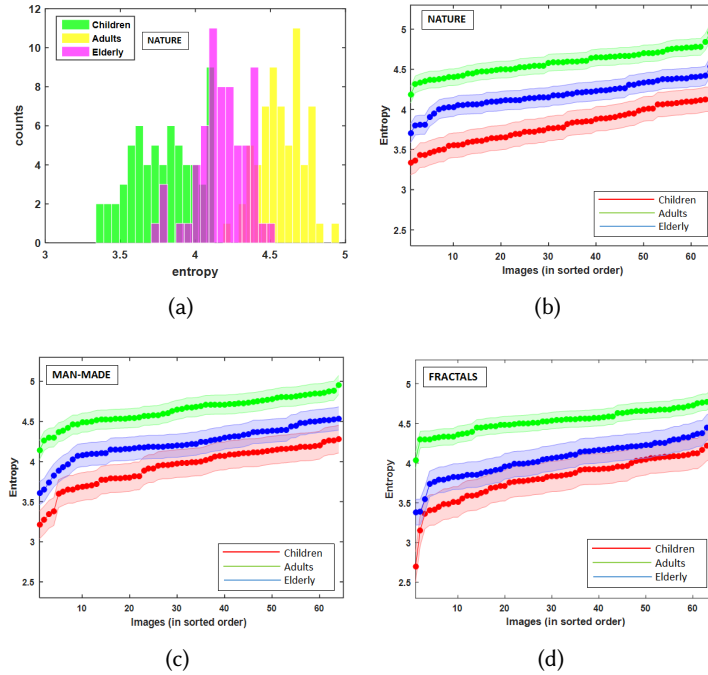 Children
Adults
Elderly
NATURE
counts
12
10
8
6
4
2
0
3
3.5
4
4.5
5
entropy
(a)
NATURE
Entropy
5
4.5
4
3.5
3
2.5
10
20
30
40
50
60
Images (in sorted order)
Children
Adults
Elderly
(b)
MAN-MADE
Entropy
5
4.5
4
3.5
3
2.5
10
20
30
40
50
60
Images (in sorted order)
Children
Adults
Elderly
(c)
FRACTALS
Entropy
5
4.5
4
3.5
3
2.5
10
20
30
40
50
60
Images (in sorted order)
Children
Adults
Elderly
(d)